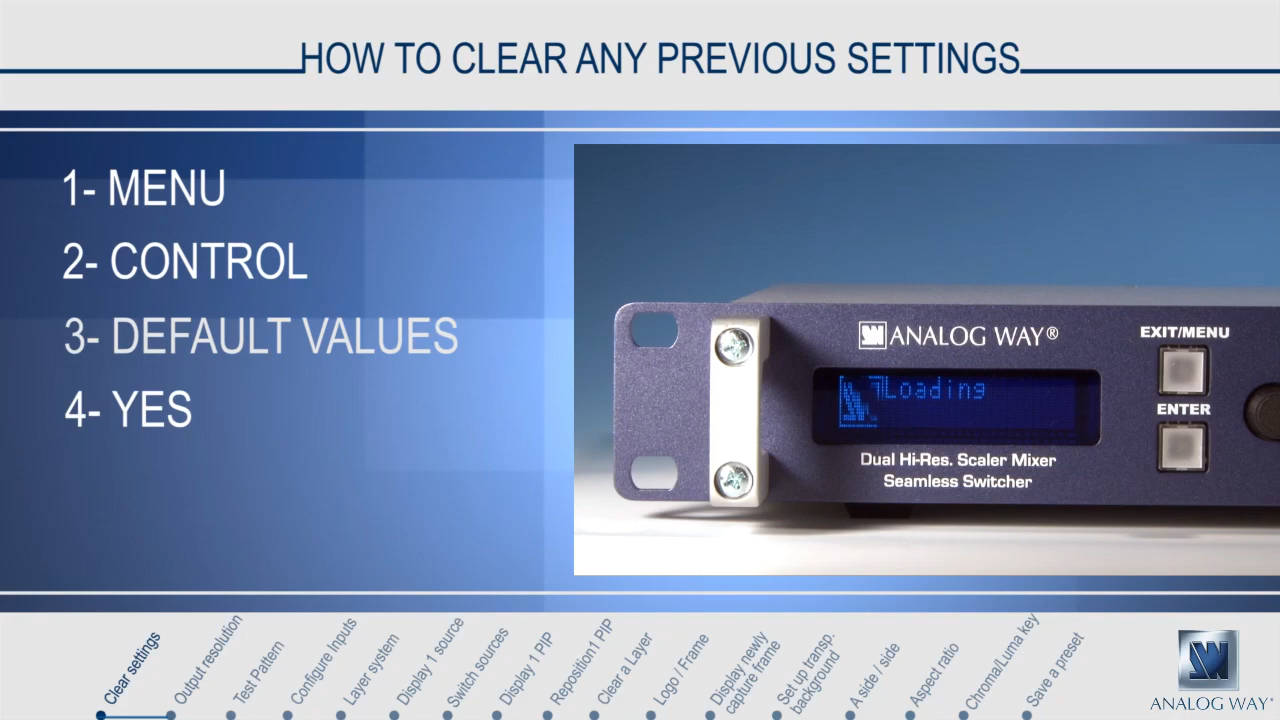 HOW TO CLEAR ANY PREVIOUS SETTINGS
1- MENU
2- CONTROL
3- DEFAULT VALUES
4- YES
ANALOG WAY®
EXIT/MENU
Loading
ENTER
Dual Hi-Res. Scaler Mixer
Seamless Switcher
Clear settings
Output resolution
Test Pattern
Configure Inputs
Layer system
Display 1 source
Switch sources
Display 1 PIP
Reposition1 PIP
Clear a Layer
Logo / Frame
Display newly
capture frame
Set up transp.
background
A side / side
Aspect ratio
Chroma/Luma key
Save a preset
ANALOG WAY®